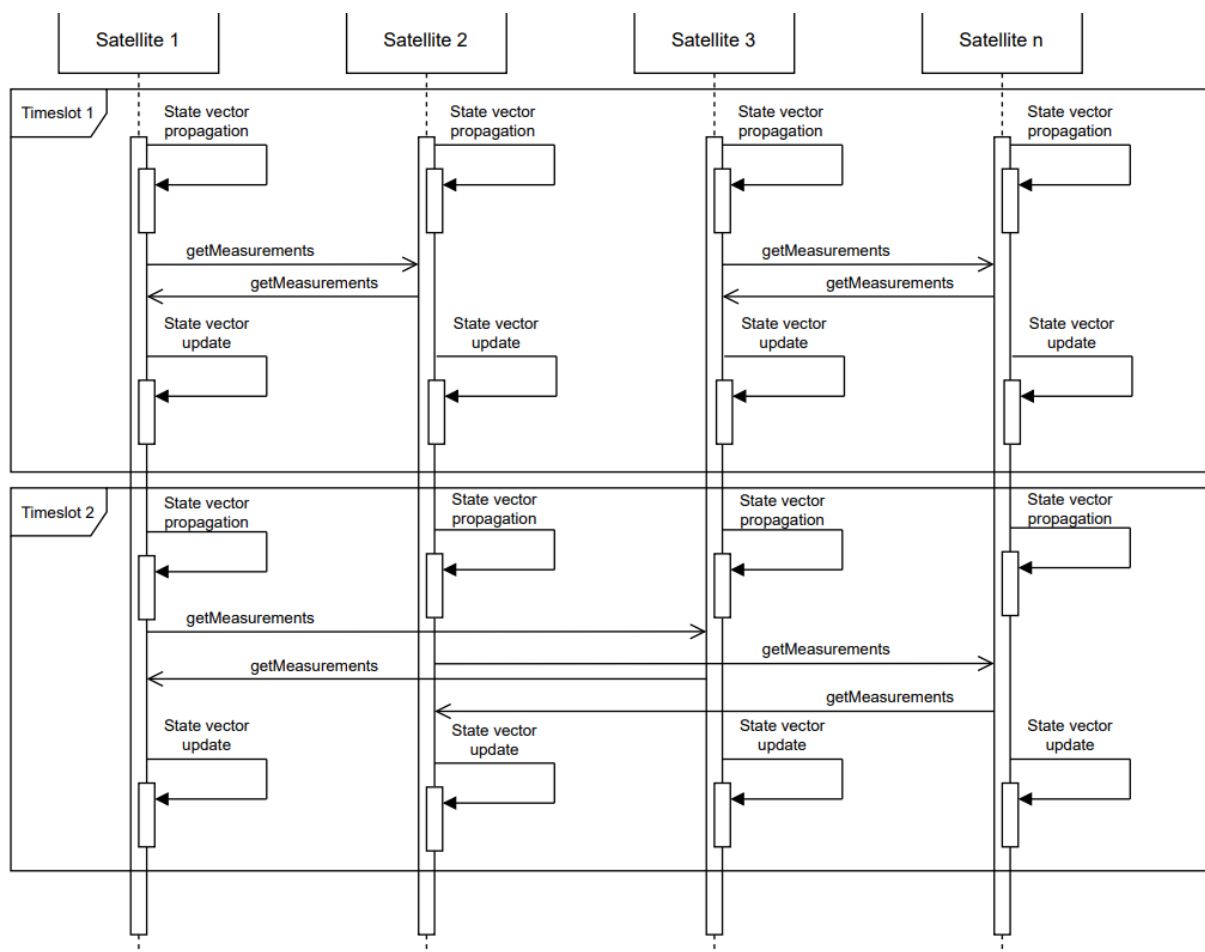 Satellite 1
Satellite 2
Satellite 3
Satellite n
Timeslot 1
State vector
propagation
State vector
propagation
State vector
propagation
State vector
propagation
getMeasurements
getMeasurements
getMeasurements
getMeasurements
State vector
update
State vector
update
State vector
update
State vector
update
Timeslot 2
State vector
propagation
State vector
propagation
State vector
propagation
State vector
propagation
getMeasurements
getMeasurements
getMeasurements
getMeasurements
State vector
update
State vector
update
State vector
update
State vector
update